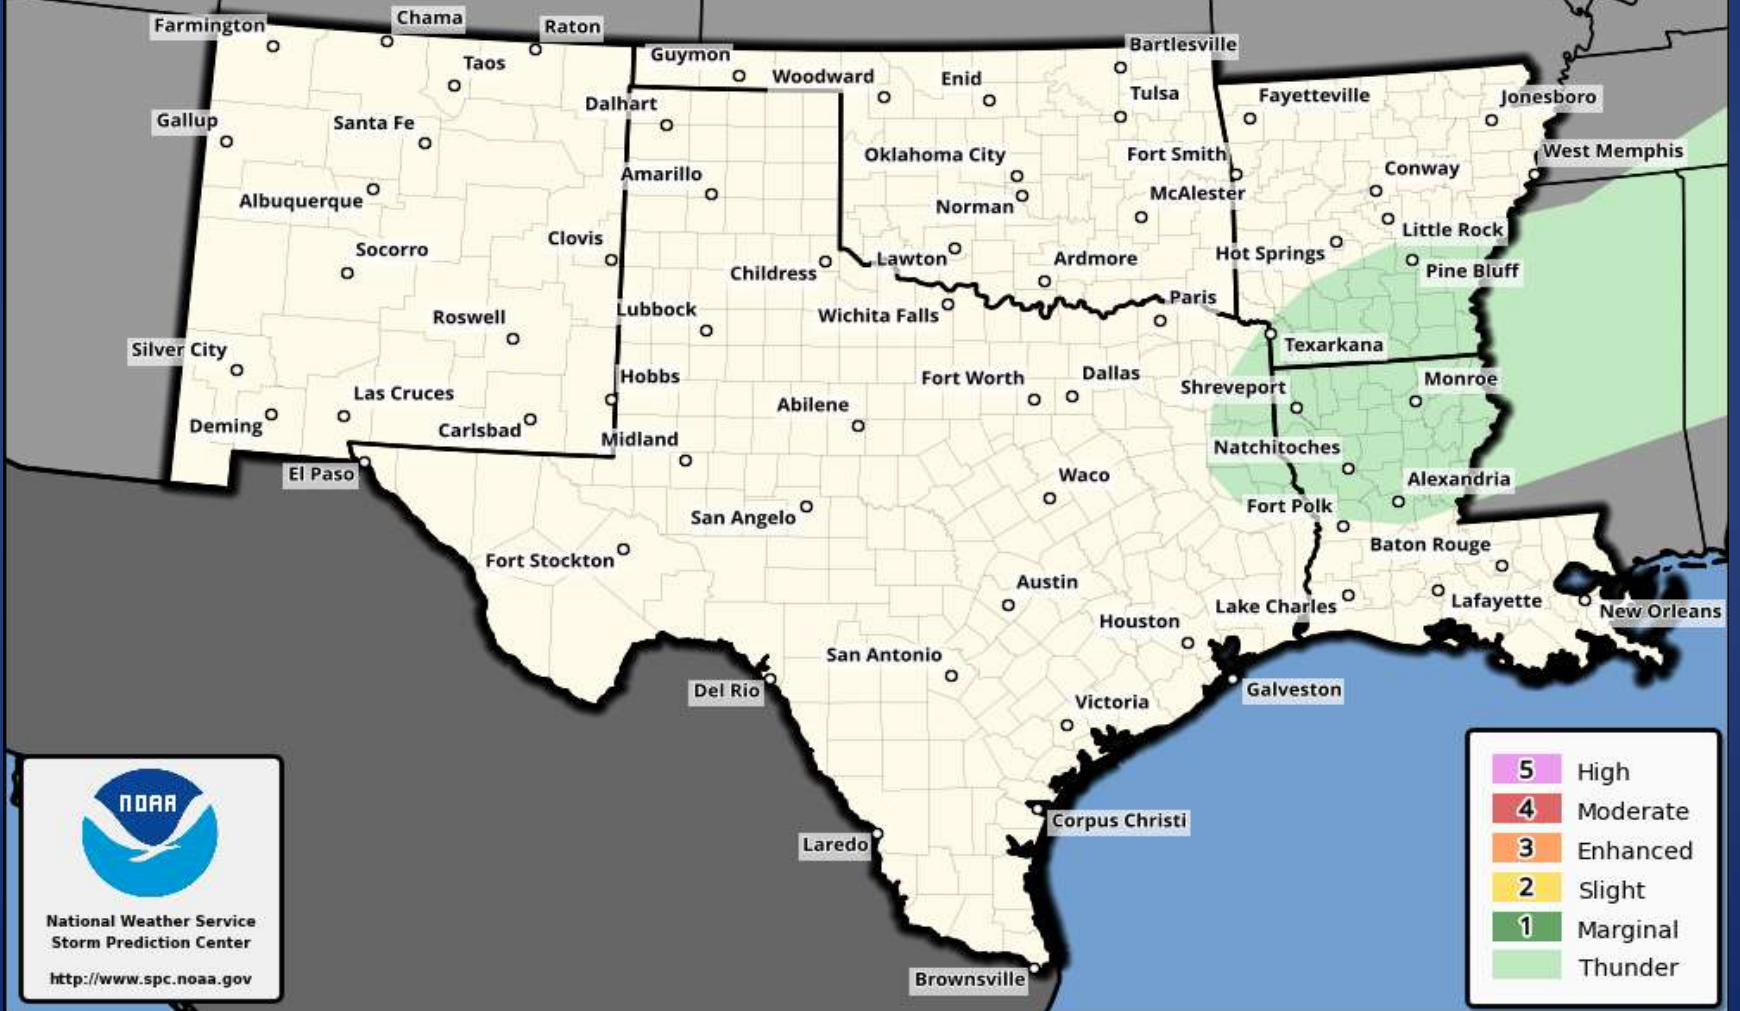 Farmington
Chama
Raton
Bartlesville
Guymon
Taos
Woodward
Enid
Tulsa
Fayetteville
Jonesboro
Dalhart
Gallup
Santa Fe
Oklahoma City
Fort Smith
West Memphis
Conway
Amarillo
McAlester
Albuquerque
Norman
Little Rock
Clovis
Socorro
Hot Springs
Lawton
Ardmore
Pine Bluff
Childress
Paris
Lubbock
Wichita Falls
Roswell
Texarkana
Silver City
Hobbs
Fort Worth
Dallas
Monroe
Shreveport
Las Cruces
Abilene
Deming
Carlsbad
Midland
Natchitoches
El Paso
Waco
Alexandria
Fort Polk
San Angelo
Baton Rouge
Fort Stockton
Austin
Lafayette
Lake Charles
New Orleans
Houston
San Antonio
Del Rio
Galveston
Victoria
Corpus Christi
Laredo
Brownsville
NOAA
National Weather Service
Storm Prediction Center
http://www.spc.noaa.gov
5 High
4 Moderate
3 Enhanced
2 Slight
1 Marginal
Thunder